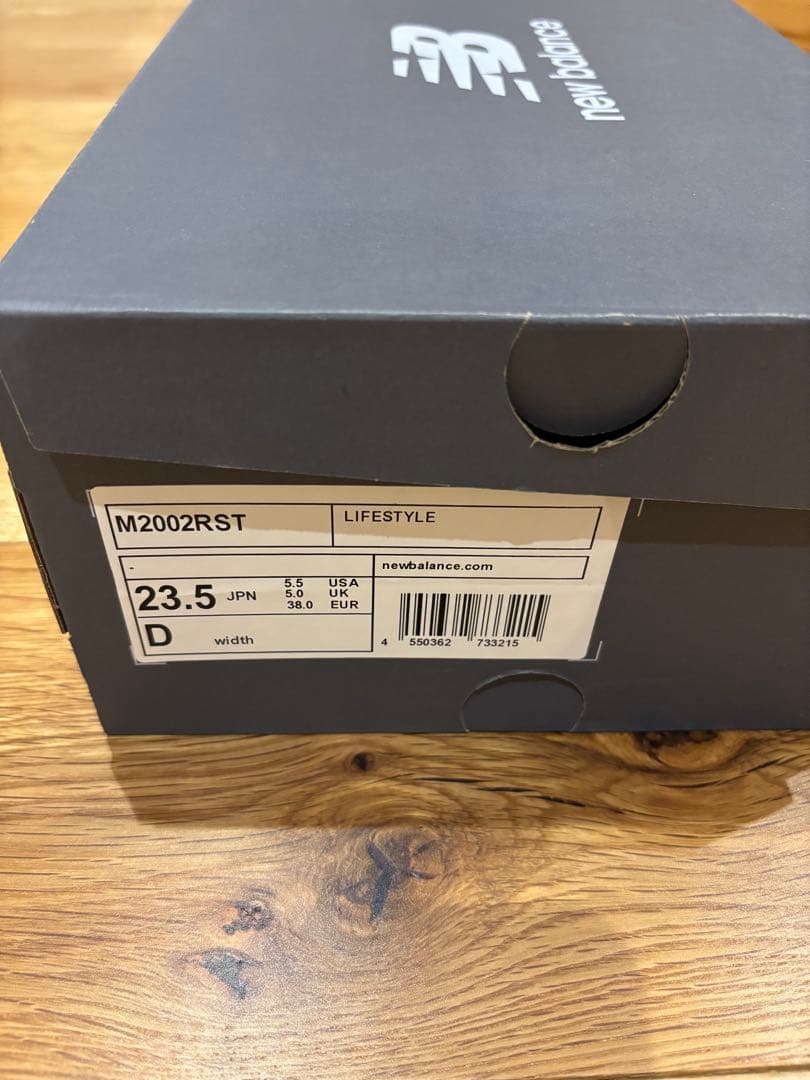 new balance
M2002RST
LIFESTYLE
-
newbalance.com
23.5 JPN
5.5 USA
5.0 UK
38.0 EUR
D width
4 550362 733215